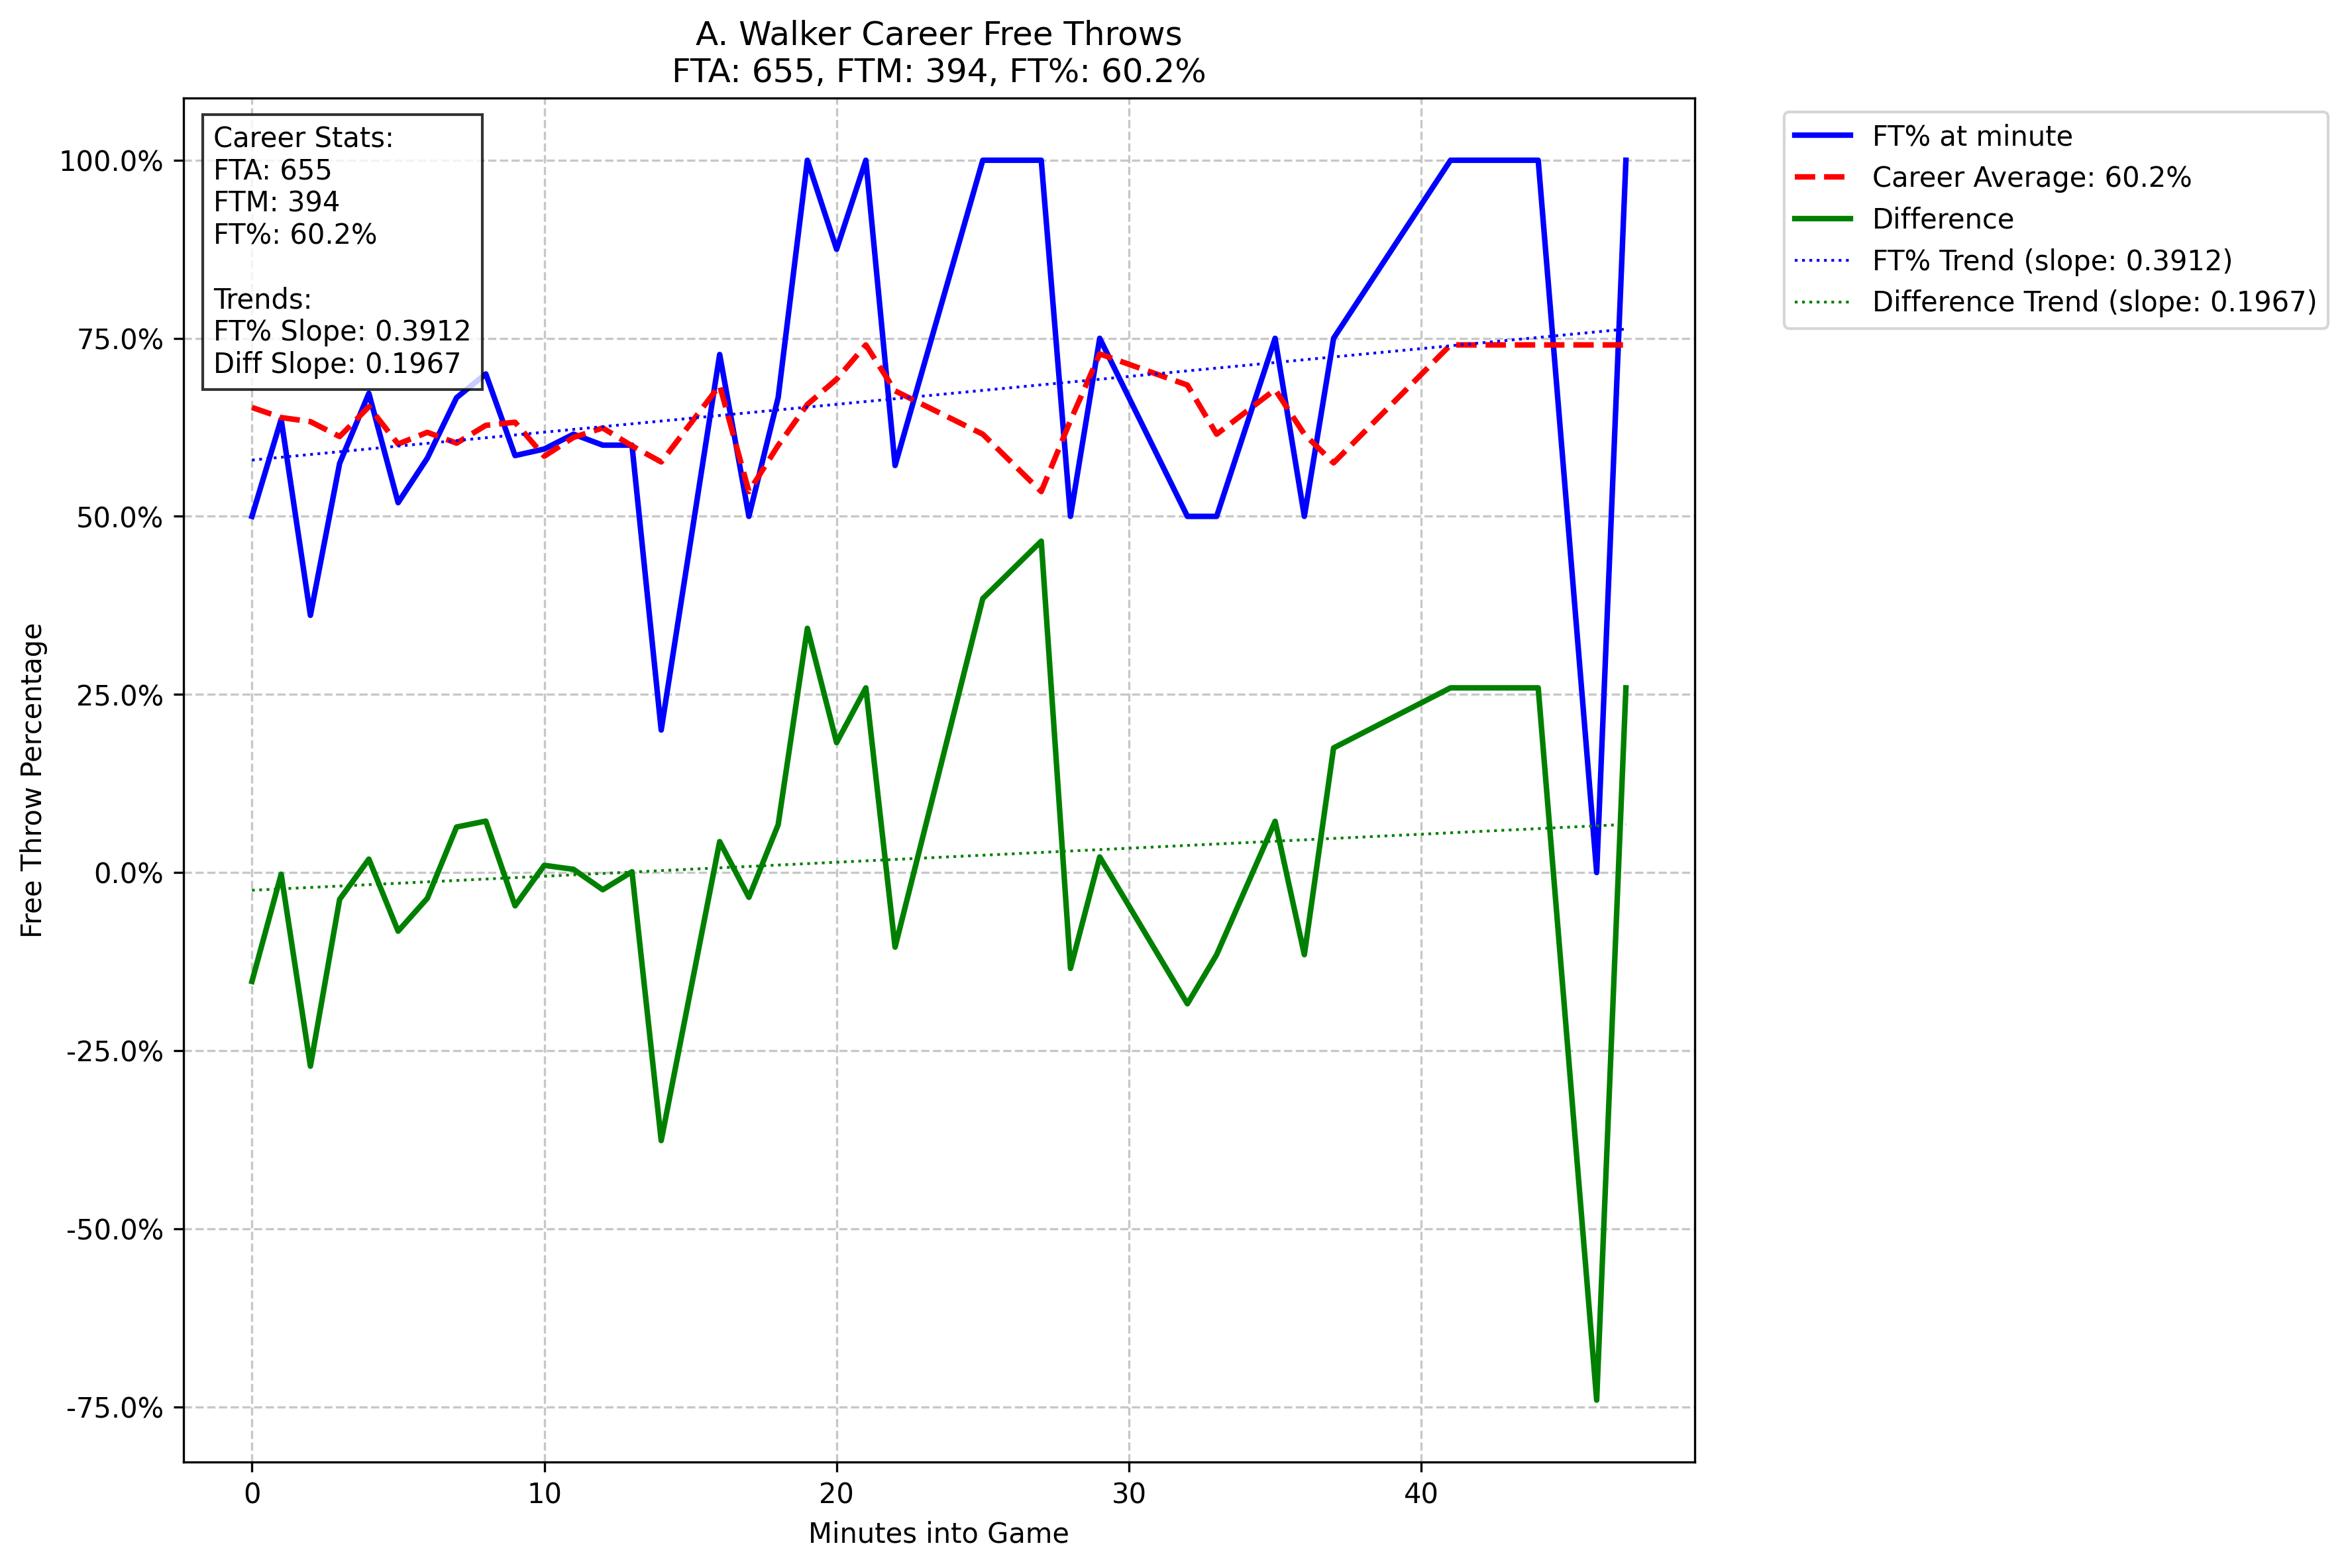 A. Walker Career Free Throws
FTA: 655, FTM: 394, FT%: 60.2%
Career Stats:
FTA: 655
FTM: 394
FT%: 60.2%
Trends:
FT% Slope: 0.3912
Diff Slope: 0.1967
FT% at minute
Career Average: 60.2%
Difference
FT% Trend (slope: 0.3912)
Difference Trend (slope: 0.1967)
Free Throw Percentage
100.0%
75.0%
50.0%
25.0%
0.0%
-25.0%
-50.0%
-75.0%
0 10 20 30 40
Minutes into Game